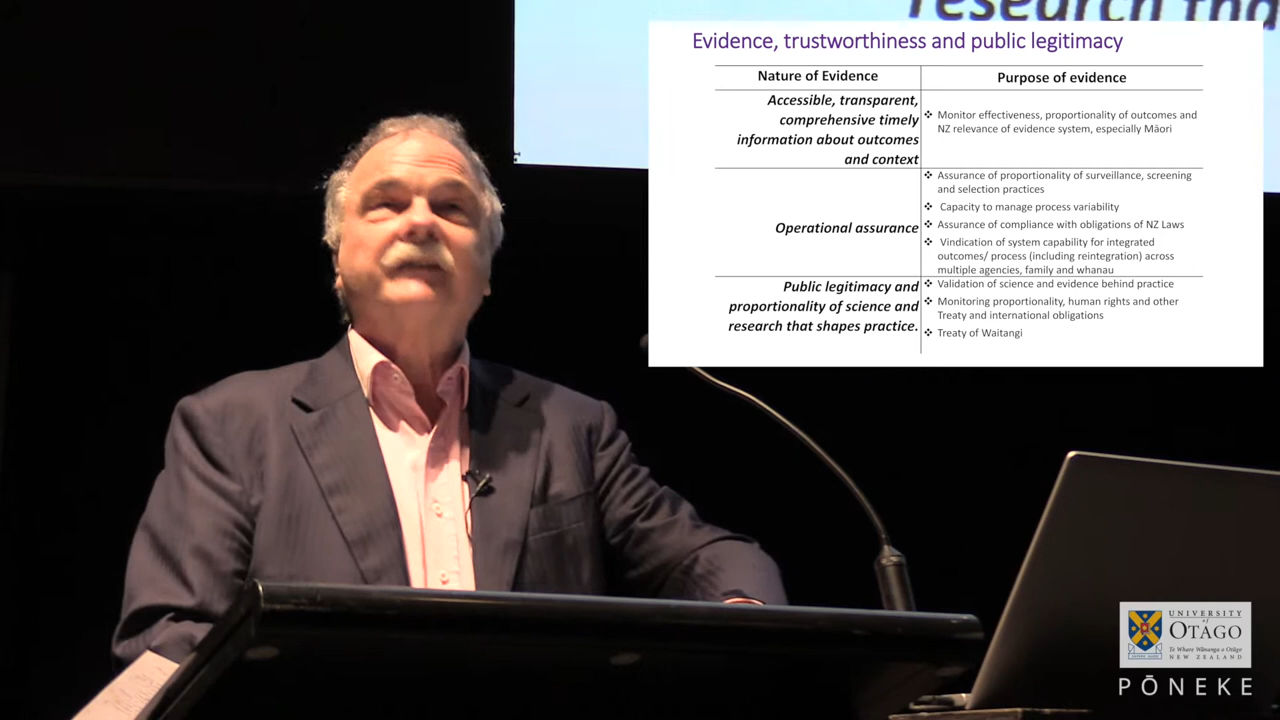 research tha
Evidence, trustworthiness and public legitimacy
Nature of Evidence
Purpose of evidence
Accessible, transparent,
comprehensive timely
information about outcomes
and context
❖ Monitor effectiveness, proportionality of outcomes and
NZ relevance of evidence system, especially Māori
Operational assurance
❖ Assurance of proportionality of surveillance, screening
and selection practices
❖ Capacity to manage process variability
❖ Assurance of compliance with obligations of NZ Laws
❖ Vindication of system capability for integrated
outcomes/ process (including reintegration) across
multiple agencies, family and whanau
Public legitimacy and
proportionality of science and
research that shapes practice.
❖ Validation of science and evidence behind practice
❖ Monitoring proportionality, human rights and other
Treaty and international obligations
❖ Treaty of Waitangi
UNIVERSITY
of
OTAGO
Te Whare Wānanga o Otāgo
NEW ZEALAND
PŌNEKE